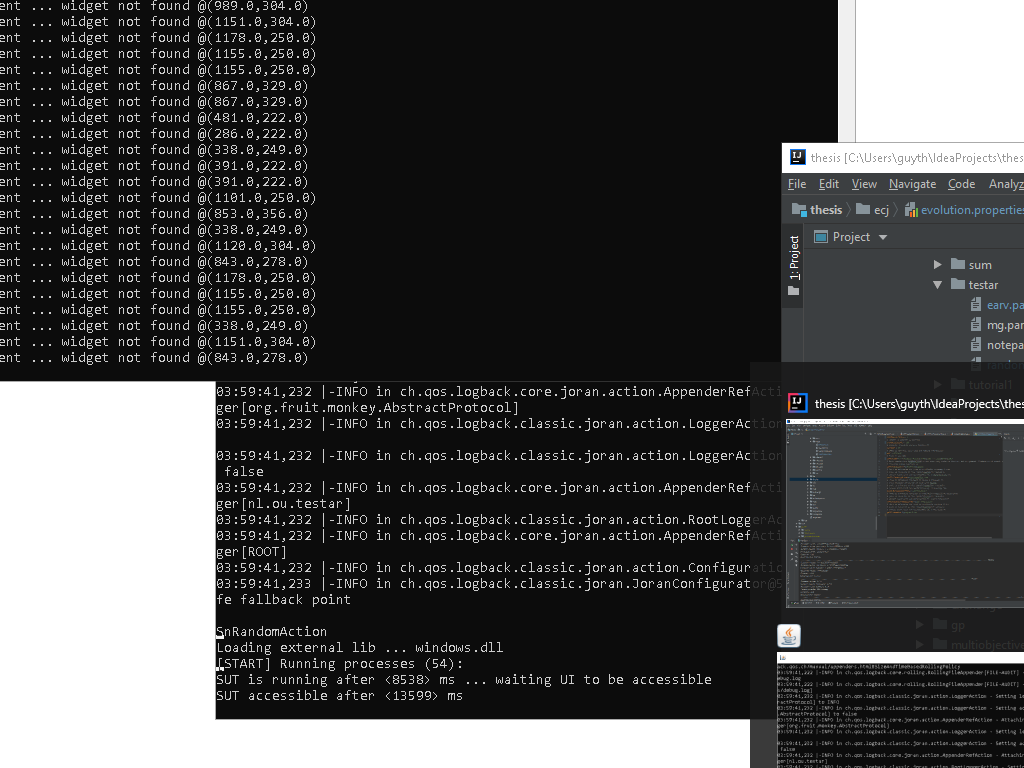 ent ... widget not found @(989.0,304.0)
ent ... widget not found @(1151.0,304.0)
ent ... widget not found @(1178.0,250.0)
ent ... widget not found @(1155.0,250.0)
ent ... widget not found @(1155.0,250.0)
ent ... widget not found @(867.0,329.0)
ent ... widget not found @(867.0,329.0)
ent ... widget not found @(481.0,222.0)
ent ... widget not found @(286.0,222.0)
ent ... widget not found @(338.0,249.0)
ent ... widget not found @(391.0,222.0)
ent ... widget not found @(391.0,222.0)
ent ... widget not found @(1101.0,250.0)
ent ... widget not found @(853.0,356.0)
ent ... widget not found @(338.0,249.0)
ent ... widget not found @(1120.0,304.0)
ent ... widget not found @(843.0,278.0)
ent ... widget not found @(1178.0,250.0)
ent ... widget not found @(1155.0,250.0)
ent ... widget not found @(1155.0,250.0)
ent ... widget not found @(338.0,249.0)
ent ... widget not found @(1151.0,304.0)
ent ... widget not found @(843.0,278.0)
03:59:41,232 |-INFO in ch.qos.logback.core.joran.action.AppenderRefActi
ger[org.fruit.monkey.AbstractProtocol]
03:59:41,232 |-INFO in ch.qos.logback.classic.joran.action.LoggerAction
03:59:41,232 |-INFO in ch.qos.logback.classic.joran.action.LoggerAction
false
03:59:41,232 |-INFO in ch.qos.logback.core.joran.action.AppenderRefActi
ger[nl.ou.testar]
03:59:41,232 |-INFO in ch.qos.logback.classic.joran.action.RootLoggerAc
03:59:41,232 |-INFO in ch.qos.logback.core.joran.action.AppenderRefActi
ger[ROOT]
03:59:41,232 |-INFO in ch.qos.logback.classic.joran.action.Configuratio
03:59:41,233 |-INFO in ch.qos.logback.classic.joran.JoranConfigurator@5
fe fallback point
SnRandomAction
Loading external lib ... windows.dll
[START] Running processes (54):
SUT is running after <8538> ms ... waiting UI to be accessible
SUT accessible after <13599> ms
thesis [C:\Users\guyth\IdeaProjects\thes
File Edit View Navigate Code Analyz
thesis ecj evolution.properties
1: Project
Project
sum
testar
earv.pa
mg.par
notepa
random
tutorial1
thesis [C:\Users\guyth\IdeaProjects\thes
gp
multiobjectiv